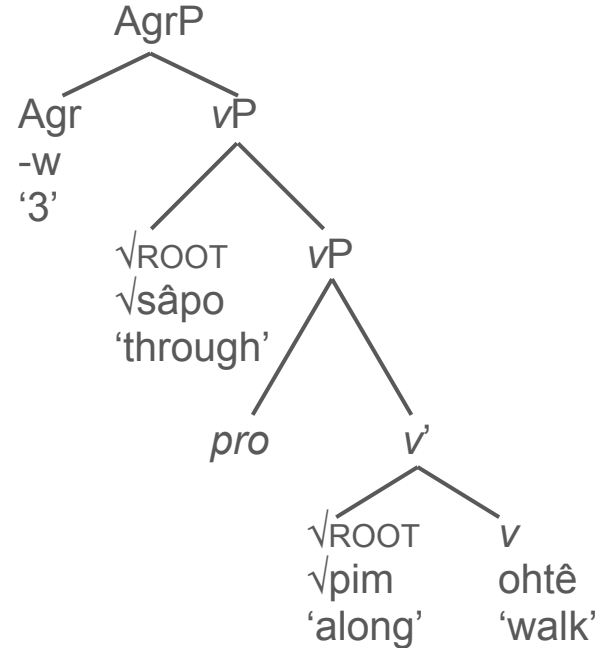 AgrP
Agr vP
-w
‘3’
√ROOT vP
√sâpo
‘through’
pro v’
√ROOT v
√pim ohtê
‘along’ ‘walk’